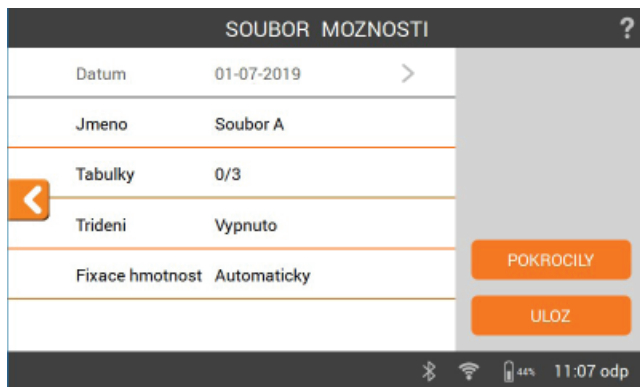 SOUBOR MOZNOSTI ?
Datum 01-07-2019
Jmeno Soubor A
Tabulky 0/3
Trideni Vypnuto
Fixace hmotnost Automaticky
POKROCILY
ULOZ
44% 11:07 odp